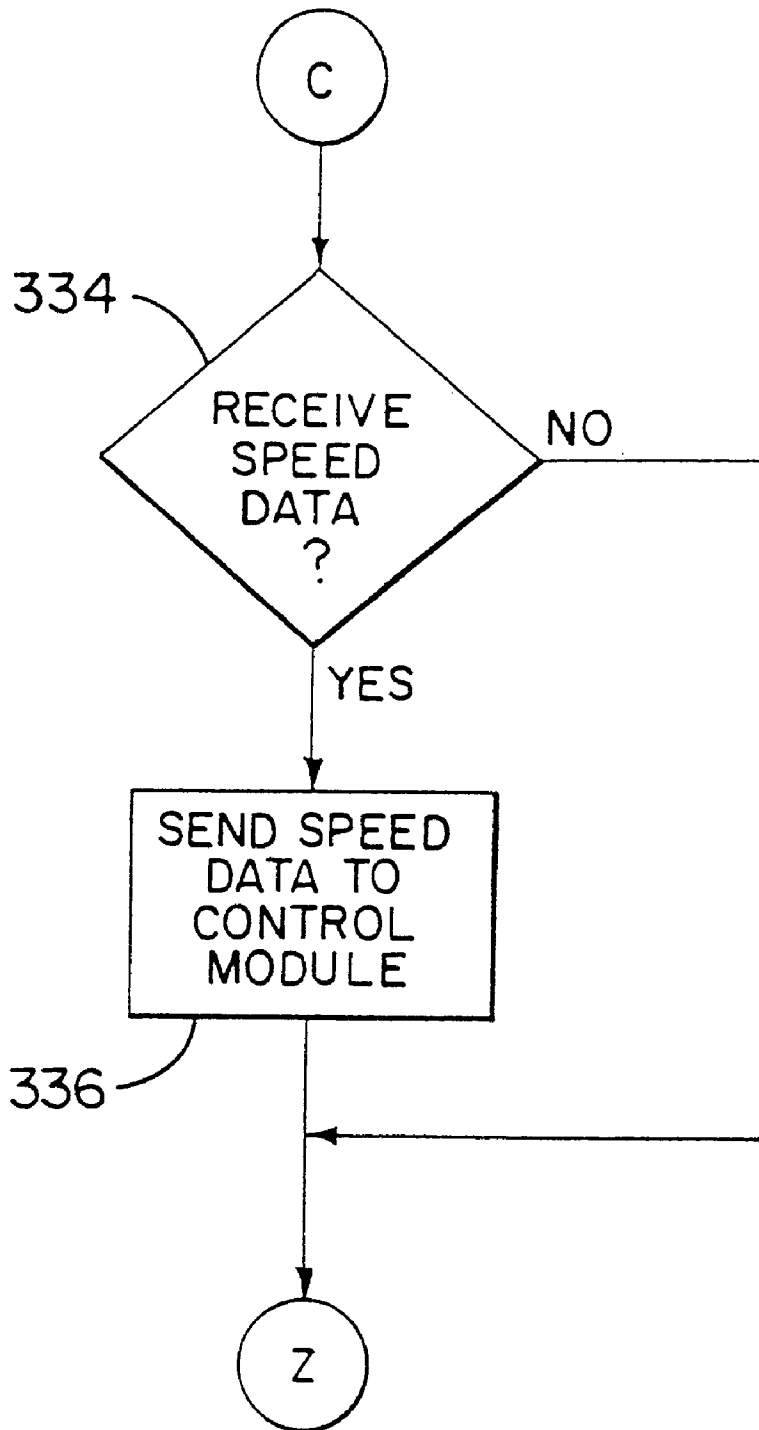 C
334
RECEIVE
SPEED
DATA
?
NO
YES
SEND SPEED
DATA TO
CONTROL
MODULE
336
Z